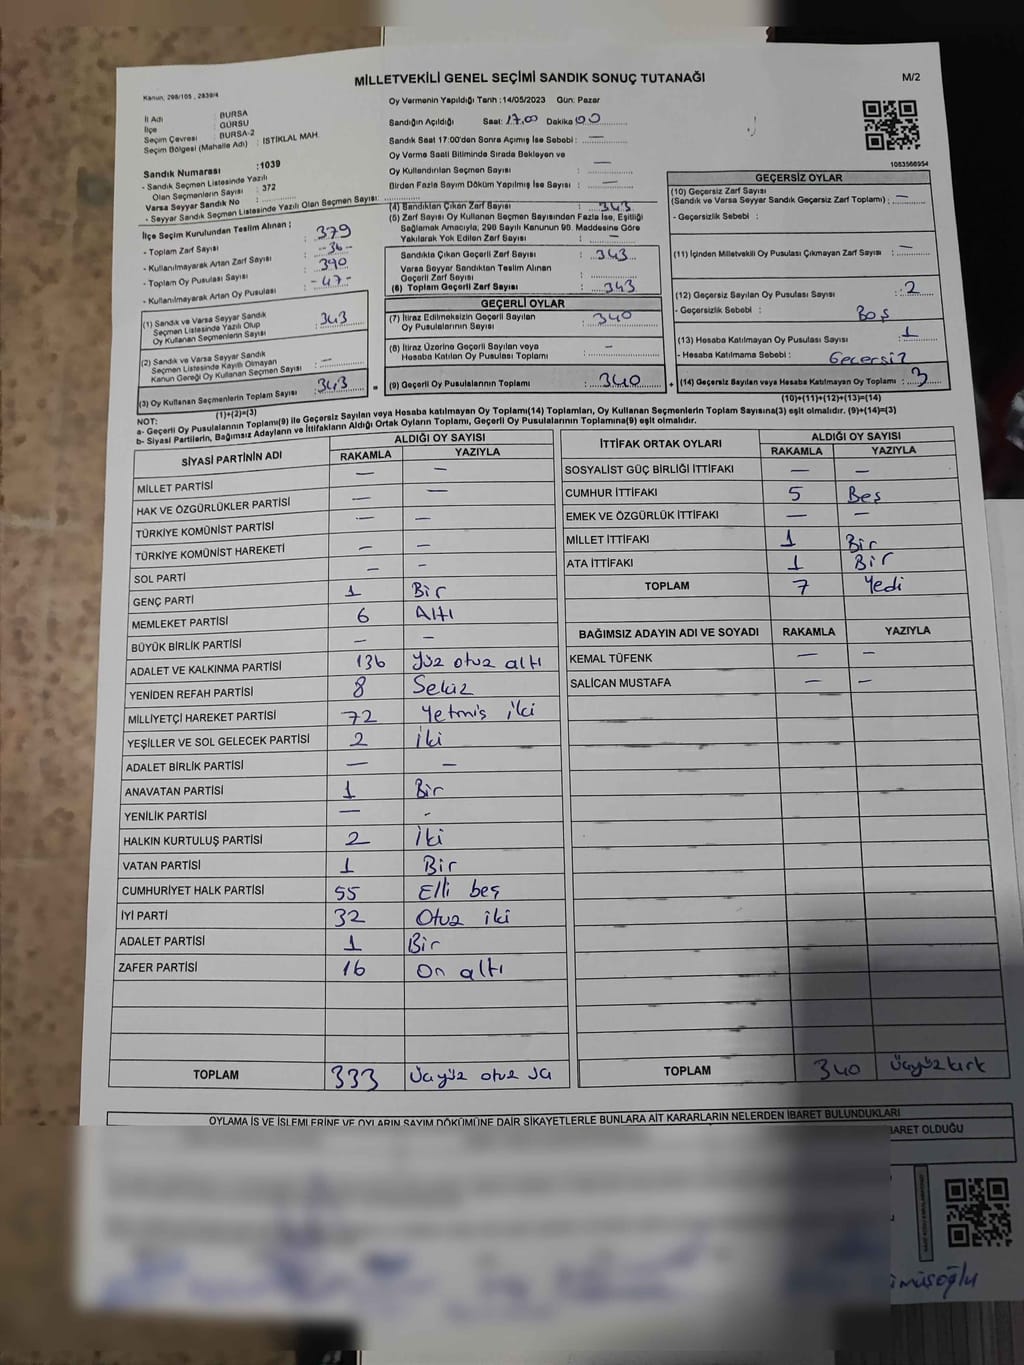 MİLLETVEKİLİ GENEL SEÇİMİ SANDIK SONUÇ TUTANAĞI
M/2
Kanun, 298/105 , 2839/4
Oy Vermenin Yapıldığı Tarih :14/05/2023 Gün: Pazar
İl Adı : BURSA
İlçe : GÜRSU
Seçim Çevresi : BURSA-2
Seçim Bölgesi (Mahalle Adı) : İSTİKLAL MAH.
Sandık Numarası :1039
- Sandık Seçmen Listesinde Yazılı
Olan Seçmenlerin Sayısı : 372
Varsa Seyyar Sandık No :
- Seyyar Sandık Seçmen Listesinde Yazılı Olan Seçmen Sayısı:
Sandığın Açıldığı Saat: 17.00 Dakika 00
Sandık Saat 17:00'dan Sonra Açılmış İse Sebebi : —
Oy Verme Saati Bitiminde Sırada Bekleyen ve
Oy Kullandırılan Seçmen Sayısı : —
Birden Fazla Sayım Döküm Yapılmış İse Sayısı : —
1083566954
İlçe Seçim Kurulundan Teslim Alınan ;
- Toplam Zarf Sayısı : 379
- Kullanılmayarak Artan Zarf Sayısı : -36-
- Toplam Oy Pusulası Sayısı : 390
- Kullanılmayarak Artan Oy Pusulası : -47-
(1) Sandık ve Varsa Seyyar Sandık
Seçmen Listesinde Yazılı Olup
Oy Kullanan Seçmenlerin Sayısı : 343
(2) Sandık ve Varsa Seyyar Sandık
Seçmen Listesinde Kayıtlı Olmayan
Kanun Gereği Oy Kullanan Seçmen Sayısı : —
(3) Oy Kullanan Seçmenlerin Toplam Sayısı : 343
(1)+(2)=(3)
(4) Sandıktan Çıkan Zarf Sayısı : 343
(5) Zarf Sayısı Oy Kullanan Seçmen Sayısından Fazla İse, Eşitliği
Sağlamak Amacıyla, 298 Sayılı Kanunun 98. Maddesine Göre
Yakılarak Yok Edilen Zarf Sayısı : —
Sandıkta Çıkan Geçerli Zarf Sayısı : 343
Varsa Seyyar Sandıktan Teslim Alınan
Geçerli Zarf Sayısı :
(6) Toplam Geçerli Zarf Sayısı : 343
GEÇERLİ OYLAR
(7) İtiraz Edilmeksizin Geçerli Sayılan
Oy Pusulalarının Sayısı : 340
(8) İtiraz Üzerine Geçerli Sayılan veya
Hesaba Katılan Oy Pusulası Toplamı : —
(9) Geçerli Oy Pusulalarının Toplamı : 340
GEÇERSİZ OYLAR
(10) Geçersiz Zarf Sayısı
(Sandık ve Varsa Seyyar Sandık Geçersiz Zarf Toplamı) : —
- Geçersizlik Sebebi :
(11) İçinden Milletvekili Oy Pusulası Çıkmayan Zarf Sayısı : —
(12) Geçersiz Sayılan Oy Pusulası Sayısı : 2
- Geçersizlik Sebebi : Boş
(13) Hesaba Katılmayan Oy Pusulası Sayısı : 1
- Hesaba Katılmama Sebebi : Geçersiz
(14) Geçersiz Sayılan veya Hesaba Katılmayan Oy Toplamı : 3
(10)+(11)+(12)+(13)=(14)
NOT:
a- Geçerli Oy Pusulalarının Toplamı(9) ile Geçersiz Sayılan veya Hesaba katılmayan Oy Toplamı(14) Toplamları, Oy Kullanan Seçmenlerin Toplam Sayısına(3) eşit olmalıdır. (9)+(14)=(3)
b- Siyasi Partilerin, Bağımsız Adayların ve İttifakların Aldığı Ortak Oyların Toplamı, Geçerli Oy Pusulalarının Toplamına(9) eşit olmalıdır.
SİYASİ PARTİNİN ADI ALDIĞI OY SAYISI
RAKAMLA YAZIYLA
MİLLET PARTİSİ — —
HAK VE ÖZGÜRLÜKLER PARTİSİ — —
TÜRKİYE KOMÜNİST PARTİSİ — —
TÜRKİYE KOMÜNİST HAREKETİ — —
SOL PARTİ — —
GENÇ PARTİ 1 Bir
MEMLEKET PARTİSİ 6 Altı
BÜYÜK BİRLİK PARTİSİ — —
ADALET VE KALKINMA PARTİSİ 136 Yüz otuz altı
YENİDEN REFAH PARTİSİ 8 Sekiz
MİLLİYETÇİ HAREKET PARTİSİ 72 Yetmiş iki
YEŞİLLER VE SOL GELECEK PARTİSİ 2 İki
ADALET BİRLİK PARTİSİ — —
ANAVATAN PARTİSİ 1 Bir
YENİLİK PARTİSİ — -
HALKIN KURTULUŞ PARTİSİ 2 İki
VATAN PARTİSİ 1 Bir
CUMHURİYET HALK PARTİSİ 55 Elli beş
İYİ PARTİ 32 Otuz iki
ADALET PARTİSİ 1 Bir
ZAFER PARTİSİ 16 On altı
TOPLAM 333 Üçyüz otuz
İTTİFAK ORTAK OYLARI ALDIĞI OY SAYISI
RAKAMLA YAZIYLA
SOSYALİST GÜÇ BİRLİĞİ İTTİFAKI — —
CUMHUR İTTİFAKI 5 Beş
EMEK VE ÖZGÜRLÜK İTTİFAKI — —
MİLLET İTTİFAKI 1 Bir
ATA İTTİFAKI 1 Bir
TOPLAM 7 Yedi
BAĞIMSIZ ADAYIN ADI VE SOYADI RAKAMLA YAZIYLA
KEMAL TÜFENK — —
SALİCAN MUSTAFA — —
TOPLAM 340 Üçyüzkırk
OYLAMA İŞ VE İŞLEMLERİNE VE OYLARIN SAYIM DÖKÜMÜNE DAİR ŞİKAYETLERLE BUNLARA AİT KARARLARIN NELERDEN İBARET BULUNDUKLARI
OLDUĞU